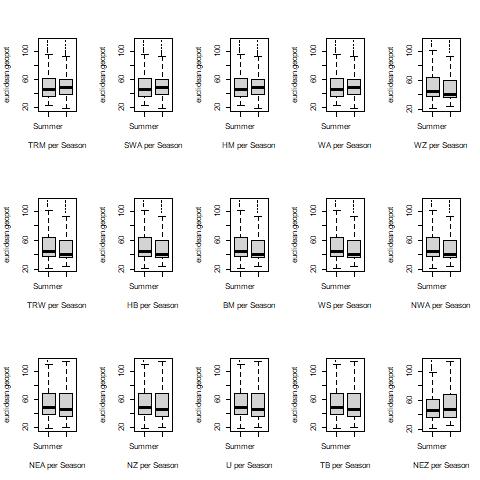 euclidean.geopot 20 60 100 Summer TRM per Season
euclidean.geopot 20 60 100 Summer SWA per Season
euclidean.geopot 20 60 100 Summer HM per Season
euclidean.geopot 20 60 100 Summer WA per Season
euclidean.geopot 20 60 100 Summer WZ per Season
euclidean.geopot 20 60 100 Summer TRW per Season
euclidean.geopot 20 60 100 Summer HB per Season
euclidean.geopot 20 60 100 Summer BM per Season
euclidean.geopot 20 60 100 Summer WS per Season
euclidean.geopot 20 60 100 Summer NWA per Season
euclidean.geopot 20 60 100 Summer NEA per Season
euclidean.geopot 20 60 100 Summer NZ per Season
euclidean.geopot 20 60 100 Summer U per Season
euclidean.geopot 20 60 100 Summer TB per Season
euclidean.geopot 20 60 100 Summer NEZ per Season